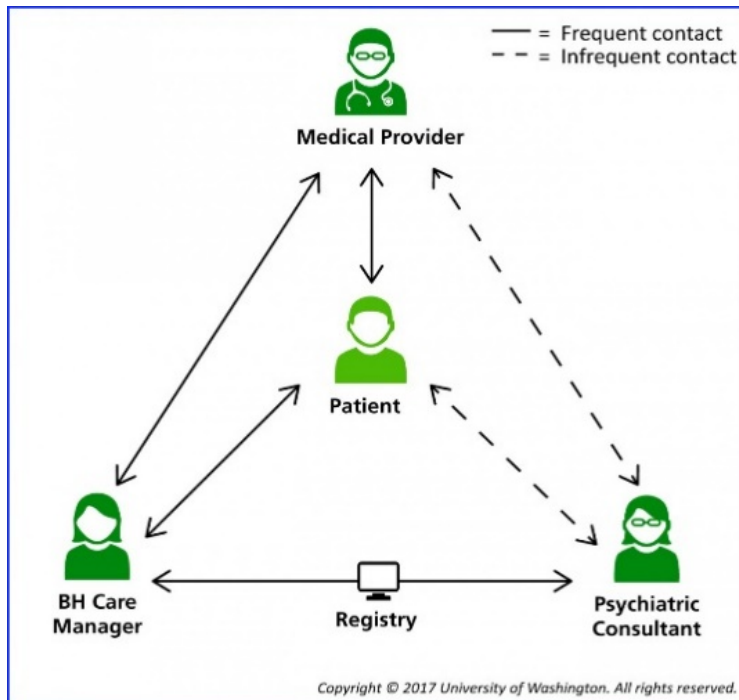 = Frequent contact
= Infrequent contact
Medical Provider
Patient
BH Care
Manager
Registry
Psychiatric
Consultant
Copyright © 2017 University of Washington. All rights reserved.